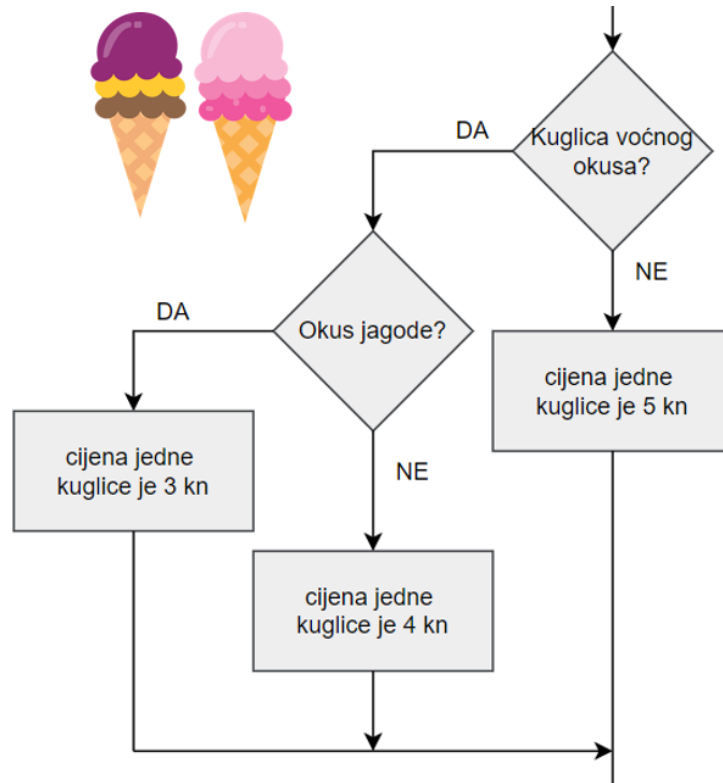 Kuglica voćnog
okusa?
DA
NE
Okus jagode?
DA
NE
cijena jedne
kuglice je 5 kn
cijena jedne
kuglice je 3 kn
cijena jedne
kuglice je 4 kn